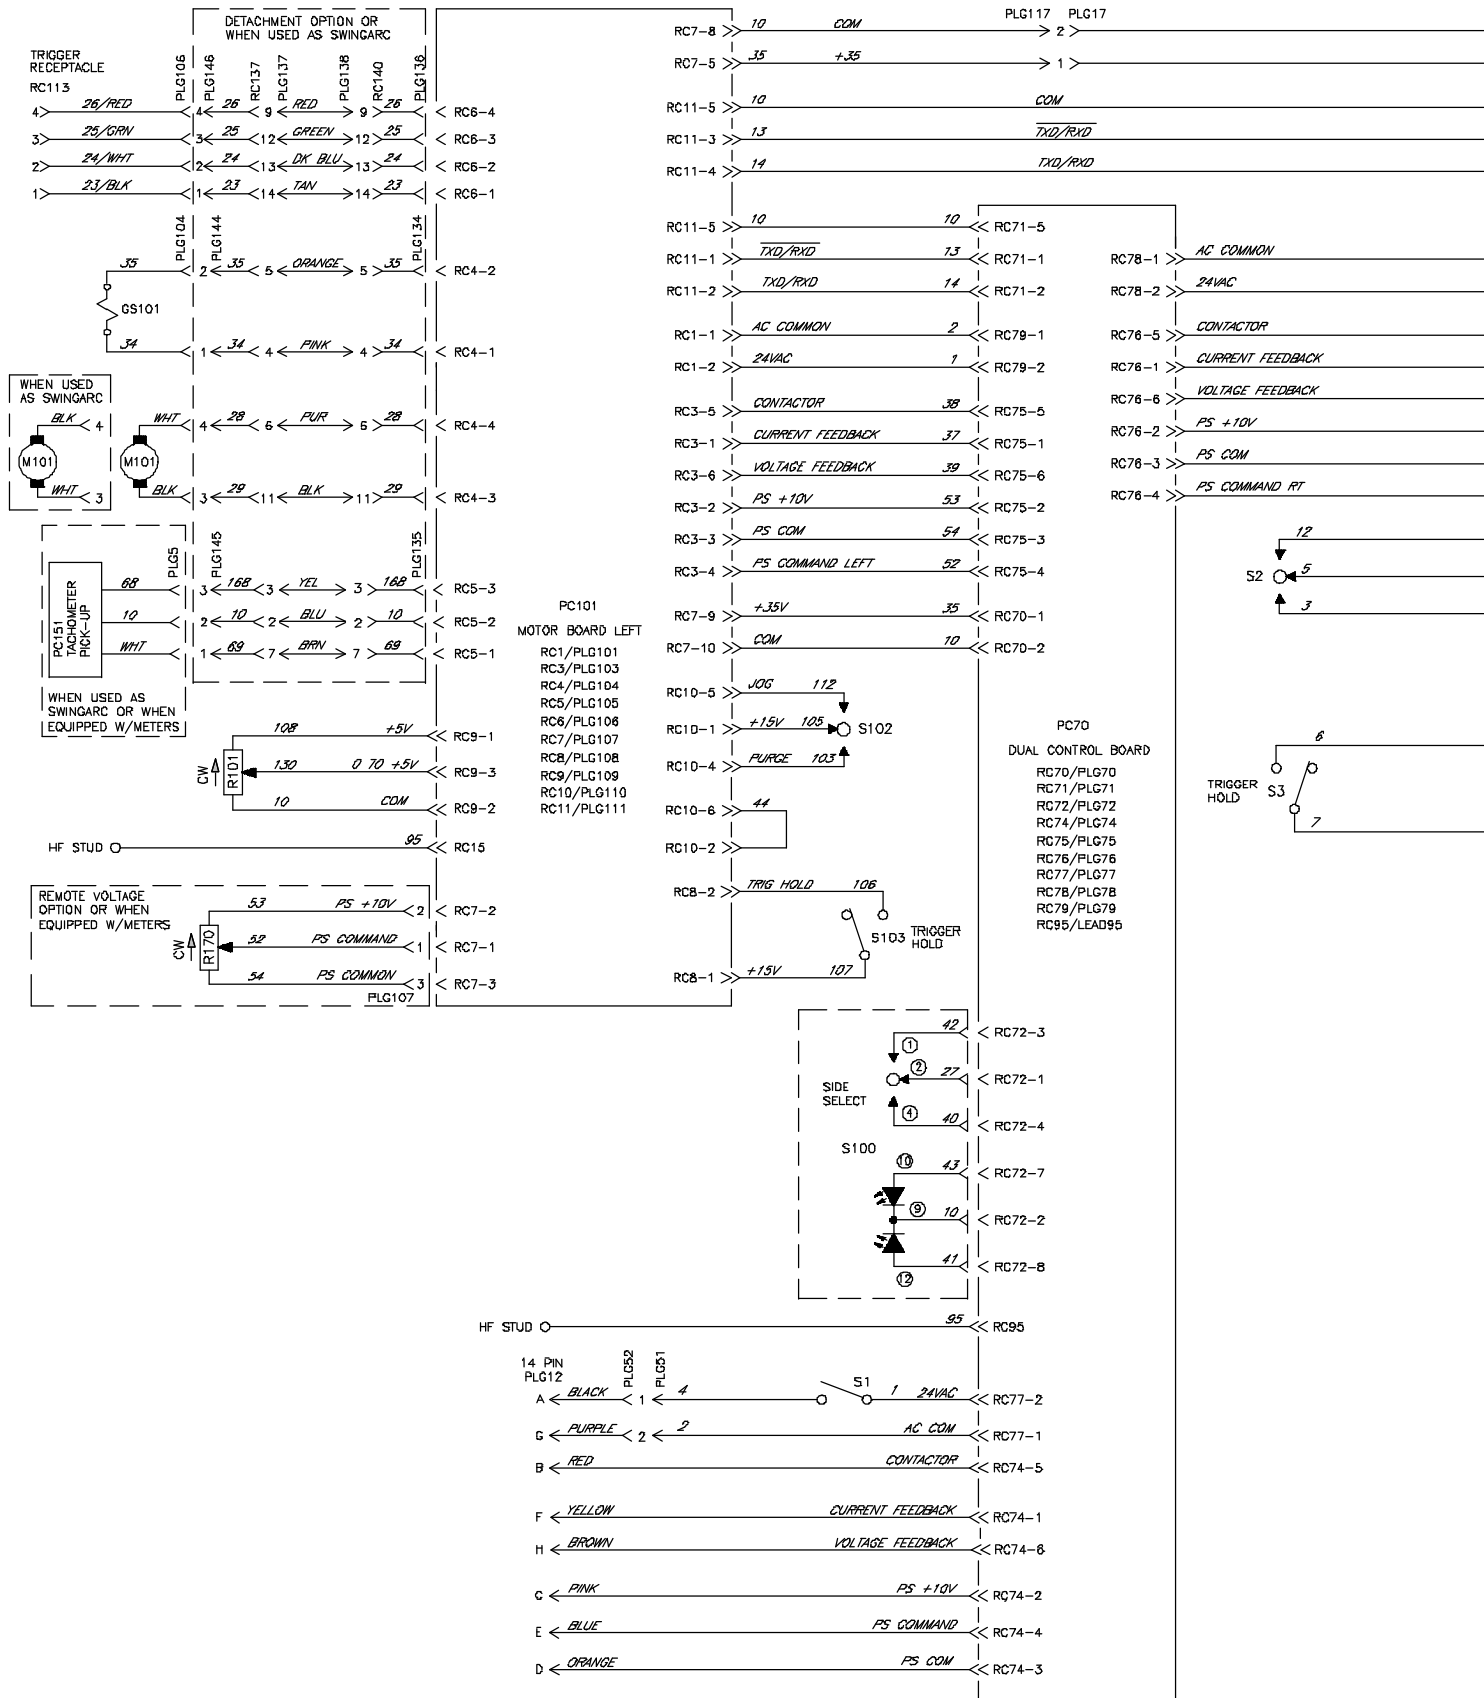 DETACHMENT OPTION OR
WHEN USED AS SWINGARC
TRIGGER
RECEPTACLE
RC113
PLG106
PLG146
RC137
PLG137
PLG138
RC140
PLG136
4 26/RED 4 26 9 RED 9 26 RC6-4
3 25/GRN 3 25 12 GREEN 12 25 RC6-3
2 24/WHT 2 24 13 DK BLU 13 24 RC6-2
1 23/BLK 1 23 14 TAN 14 23 RC6-1
PLG104
PLG144
PLG134
35 2 35 5 ORANGE 5 35 RC4-2
GS101
34 1 34 4 PINK 4 34 RC4-1
WHEN USED
AS SWINGARC
BLK 4
M101
WHT 3
WHT 4 28 6 PUR 6 28 RC4-4
M101
BLK 3 29 11 BLK 11 29 RC4-3
PLG5
PLG145
PLG135
PC151
TACHOMETER
PICK-UP
68 3 168 3 YEL 3 168 RC5-3
10 2 10 2 BLU 2 10 RC5-2
WHT 1 69 7 BRN 7 69 RC5-1
WHEN USED AS
SWINGARC OR WHEN
EQUIPPED W/METERS
CW
R101
108 +5V RC9-1
130 0 TO +5V RC9-3
10 COM RC9-2
HF STUD 95 RC15
REMOTE VOLTAGE
OPTION OR WHEN
EQUIPPED W/METERS
CW
R170
53 PS +10V 2 RC7-2
52 PS COMMAND 1 RC7-1
54 PS COMMON 3 RC7-3
PLG107
PC101
MOTOR BOARD LEFT
RC1/PLG101
RC3/PLG103
RC4/PLG104
RC5/PLG105
RC6/PLG106
RC7/PLG107
RC8/PLG108
RC9/PLG109
RC10/PLG110
RC11/PLG111
PLG117 PLG17
RC7-8 10 COM 2
RC7-5 35 +35 1
RC11-5 10 COM
RC11-3 13 TXD/RXD
RC11-4 14 TXD/RXD
RC11-5 10 10 RC71-5
RC11-1 TXD/RXD 13 RC71-1
RC11-2 TXD/RXD 14 RC71-2
RC1-1 AC COMMON 2 RC79-1
RC1-2 24VAC 1 RC79-2
RC3-5 CONTACTOR 38 RC75-5
RC3-1 CURRENT FEEDBACK 37 RC75-1
RC3-6 VOLTAGE FEEDBACK 39 RC75-6
RC3-2 PS +10V 53 RC75-2
RC3-3 PS COM 54 RC75-3
RC3-4 PS COMMAND LEFT 52 RC75-4
RC7-9 +35V 35 RC70-1
RC7-10 COM 10 RC70-2
RC10-5 JOG 112
RC10-1 +15V 105 S102
RC10-4 PURGE 103
RC10-6 44
RC10-2
RC8-2 TRIG HOLD 106
S103 TRIGGER
HOLD
RC8-1 +15V 107
RC78-1 AC COMMON
RC78-2 24VAC
RC76-5 CONTACTOR
RC76-1 CURRENT FEEDBACK
RC76-6 VOLTAGE FEEDBACK
RC76-2 PS +10V
RC76-3 PS COM
RC76-4 PS COMMAND RT
12
S2 5
3
PC70
DUAL CONTROL BOARD
RC70/PLG70
RC71/PLG71
RC72/PLG72
RC74/PLG74
RC75/PLG75
RC76/PLG76
RC77/PLG77
RC78/PLG78
RC79/PLG79
RC95/LEAD95
6
TRIGGER
HOLD
S3
7
SIDE
SELECT
S100
1 42 RC72-3
2 27 RC72-1
4 40 RC72-4
10 43 RC72-7
9 10 RC72-2
12 41 RC72-8
HF STUD 95 RC95
14 PIN
PLG12
PLG52
PLG51
A BLACK 1 4 S1 1 24VAC RC77-2
G PURPLE 2 2 AC COM RC77-1
B RED CONTACTOR RC74-5
F YELLOW CURRENT FEEDBACK RC74-1
H BROWN VOLTAGE FEEDBACK RC74-6
C PINK PS +10V RC74-2
E BLUE PS COMMAND RC74-4
D ORANGE PS COM RC74-3